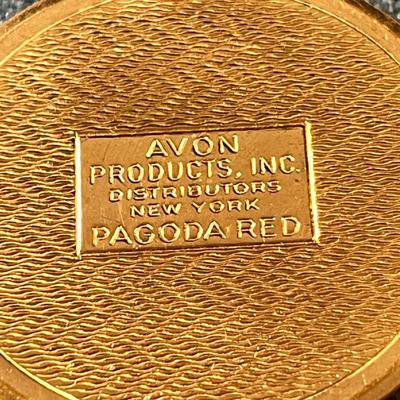 AVON
PRODUCTS, INC.
DISTRIBUTORS
NEW YORK
PAGODA RED